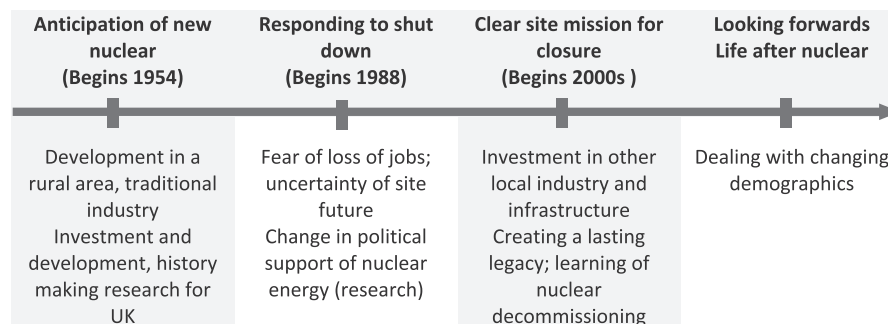 Anticipation of new
nuclear
(Begins 1954)
Responding to shut
down
(Begins 1988)
Clear site mission for
closure
(Begins 2000s )
Looking forwards
Life after nuclear
Development in a
rural area, traditional
industry
Investment and
development, history
making research for
UK
Fear of loss of jobs;
uncertainty of site
future
Change in political
support of nuclear
energy (research)
Investment in other
local industry and
infrastructure
Creating a lasting
legacy; learning of
nuclear
decommissioning
Dealing with changing
demographics